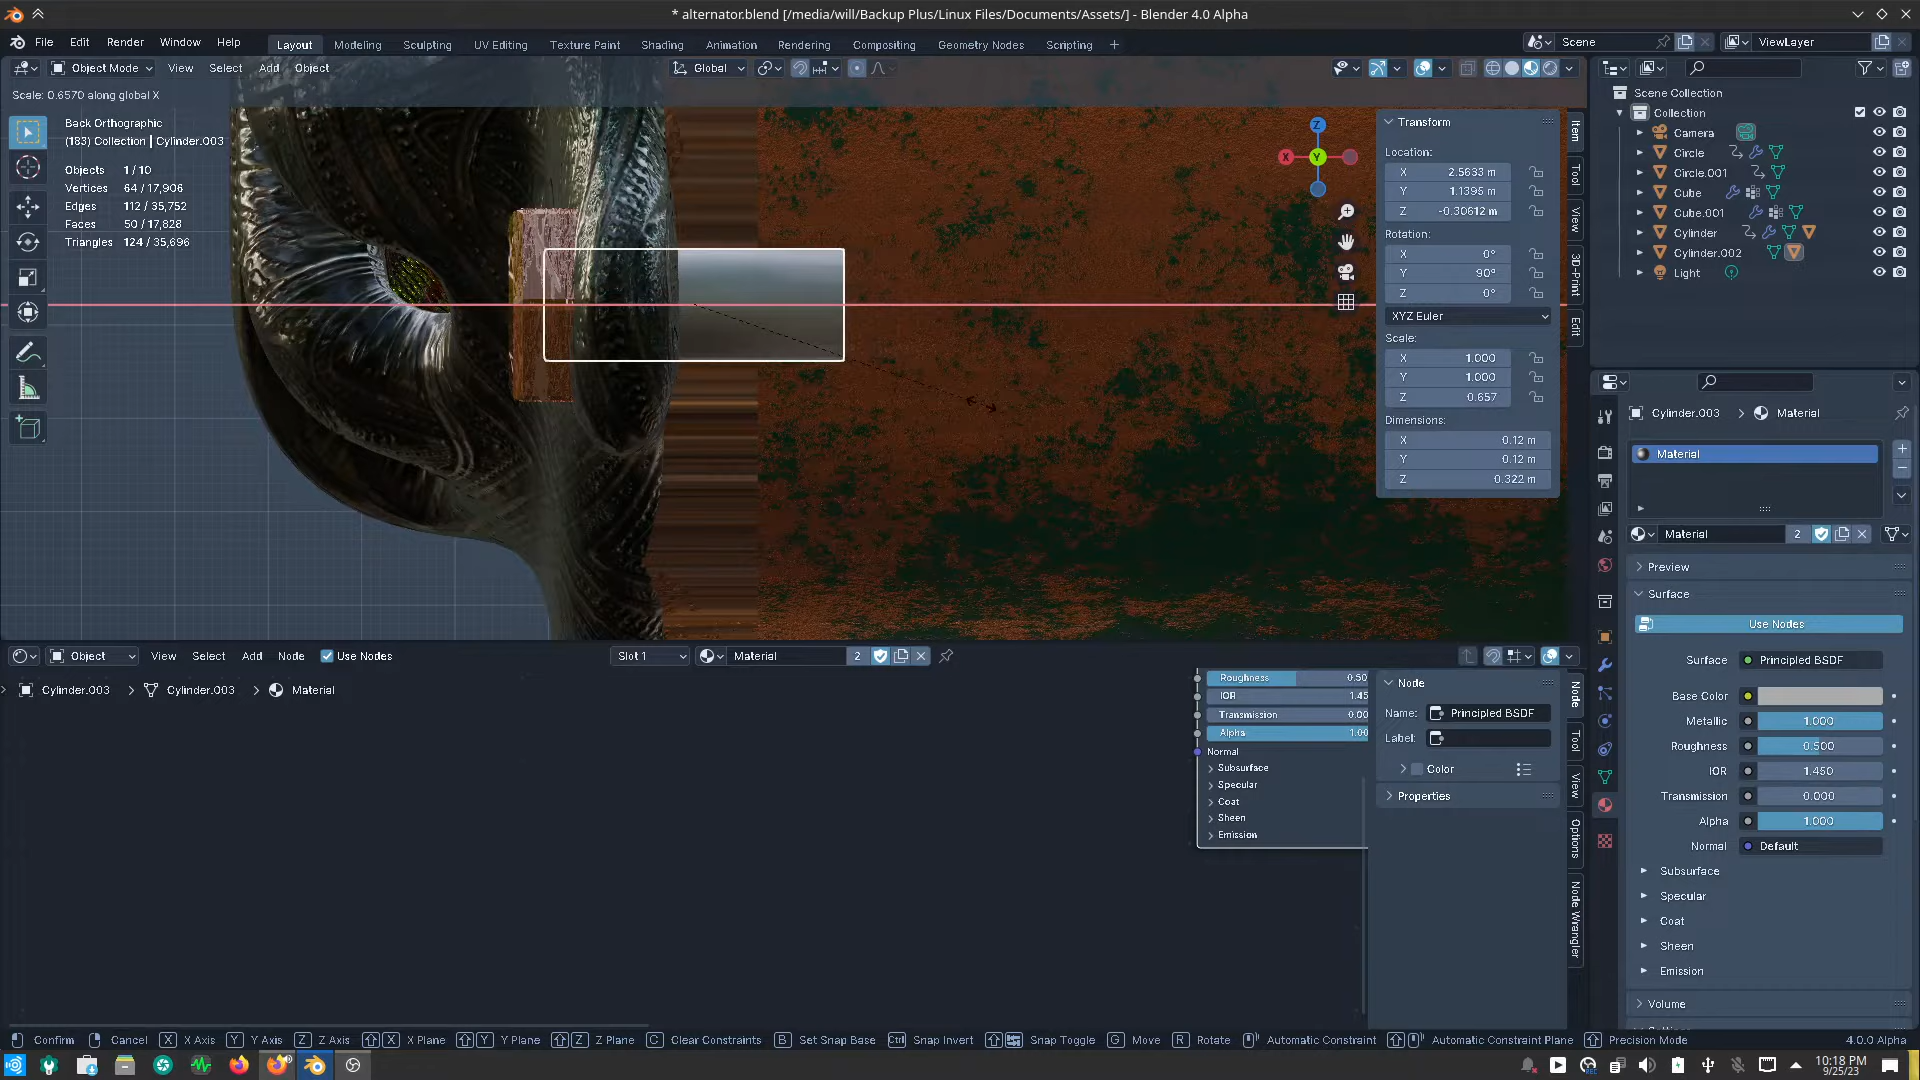 * alternator.blend [/media/will/Backup Plus/Linux Files/Documents/Assets/] - Blender 4.0 Alpha
File Edit Render Window Help
Layout Modeling Sculpting UV Editing Texture Paint Shading Animation Rendering Compositing Geometry Nodes Scripting +
Scene
ViewLayer
Object Mode View Select Add Object
Global
Scale: 0.6570 along global X
Back Orthographic
(183) Collection | Cylinder.003
Objects 1 / 10
Vertices 64 / 17,906
Edges 112 / 35,752
Faces 50 / 17,828
Triangles 124 / 35,696
Z
X
Y
Transform
Location:
X 2.5633 m
Y 1.1395 m
Z -0.30612 m
Rotation:
X 0°
Y 90°
Z 0°
XYZ Euler
Scale:
X 1.000
Y 1.000
Z 0.657
Dimensions:
X 0.12 m
Y 0.12 m
Z 0.322 m
Item
Tool
View
3D-Print
Edit
Scene Collection
Collection
Camera
Circle
Circle.001
Cube
Cube.001
Cylinder
Cylinder.002
Light
Cylinder.003 > Material
Material
Material 2
Preview
Surface
Use Nodes
Surface Principled BSDF
Base Color
Metallic 1.000
Roughness 0.500
IOR 1.450
Transmission 0.000
Alpha 1.000
Normal Default
Subsurface
Specular
Coat
Sheen
Emission
Volume
Object View Select Add Node Use Nodes
Slot 1
Material 2
Cylinder.003 > Cylinder.003 > Material
Roughness 0.50
IOR 1.45
Transmission 0.00
Alpha 1.00
Normal
Subsurface
Specular
Coat
Sheen
Emission
Node
Name: Principled BSDF
Label:
Color
Properties
Node
Tool
View
Options
Node Wrangler
Confirm Cancel X X Axis Y Y Axis Z Z Axis X X Plane Y Y Plane Z Z Plane C Clear Constraints B Set Snap Base Ctrl Snap Invert Snap Toggle G Move R Rotate Automatic Constraint Automatic Constraint Plane Precision Mode
4.0.0 Alpha
10:18 PM
9/25/23